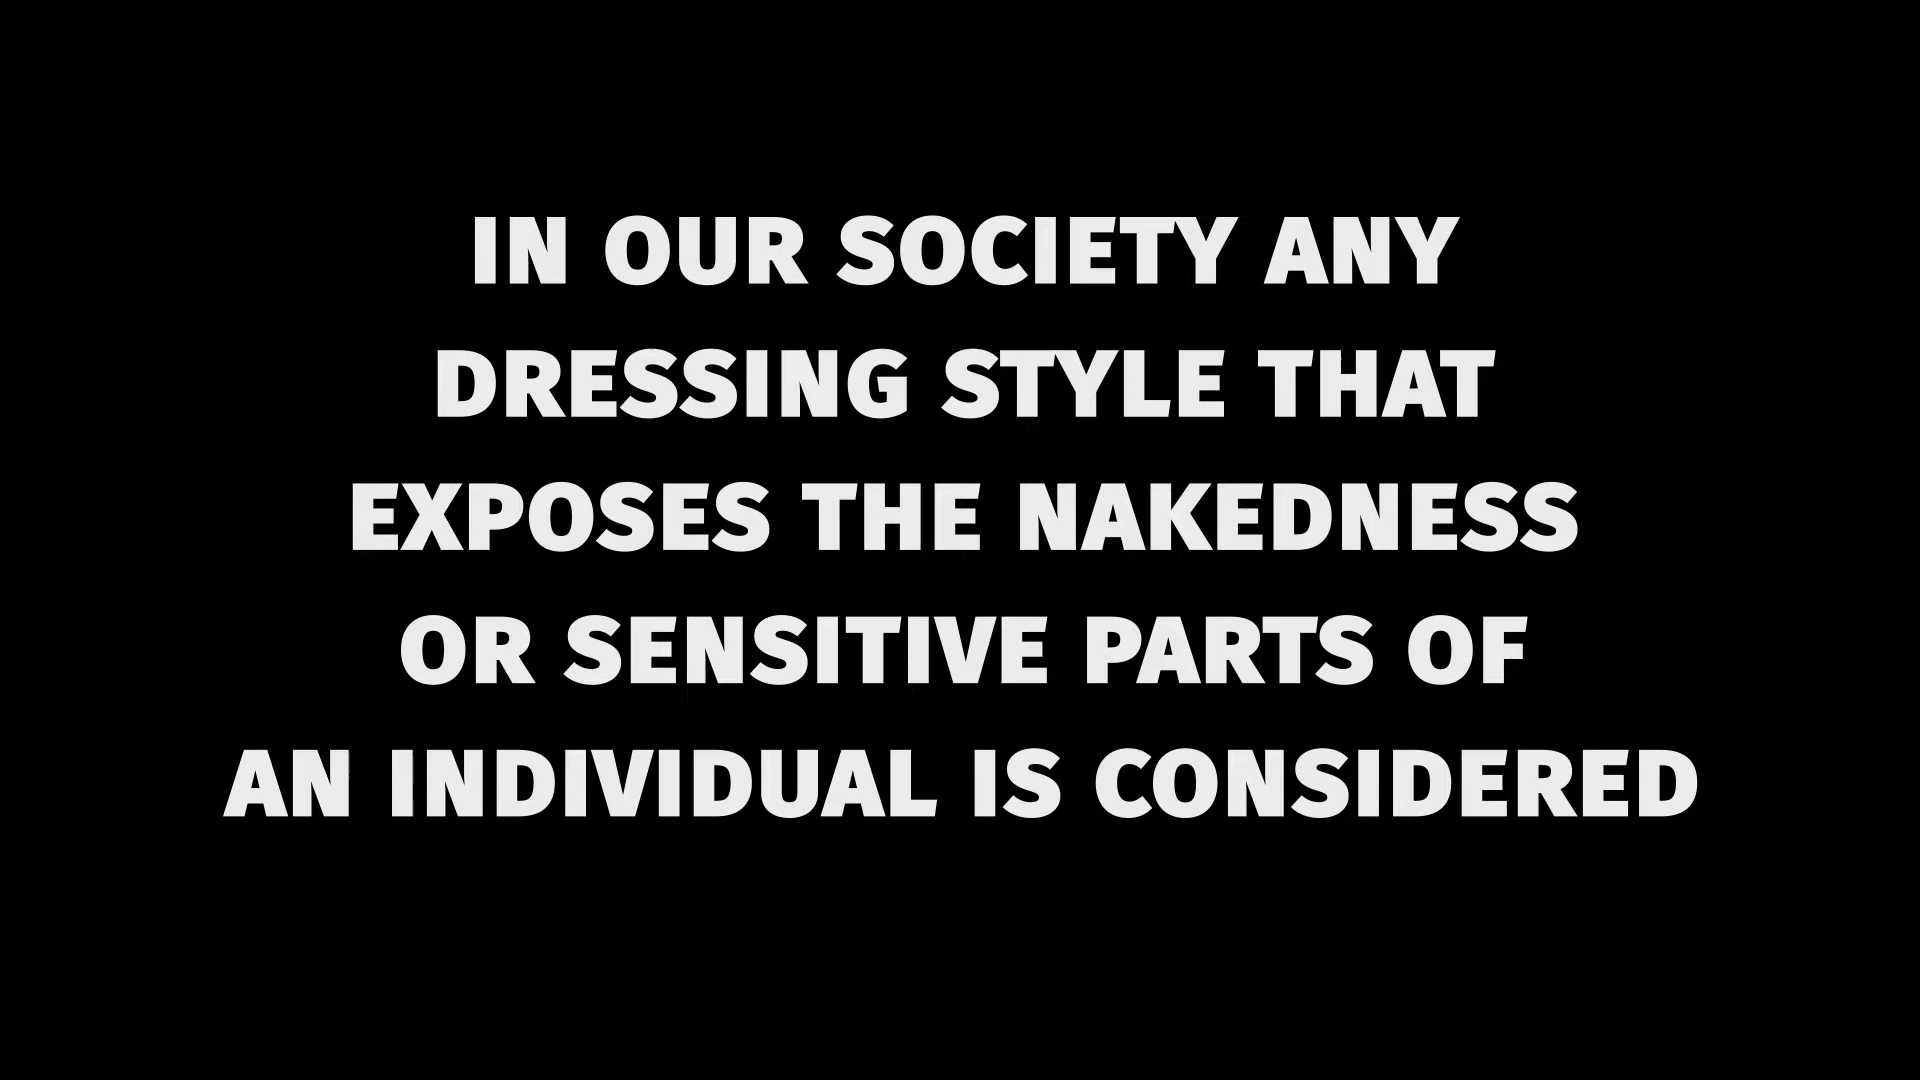 IN OUR SOCIETY ANY
DRESSING STYLE THAT
EXPOSES THE NAKEDNESS
OR SENSITIVE PARTS OF
AN INDIVIDUAL IS CONSIDERED